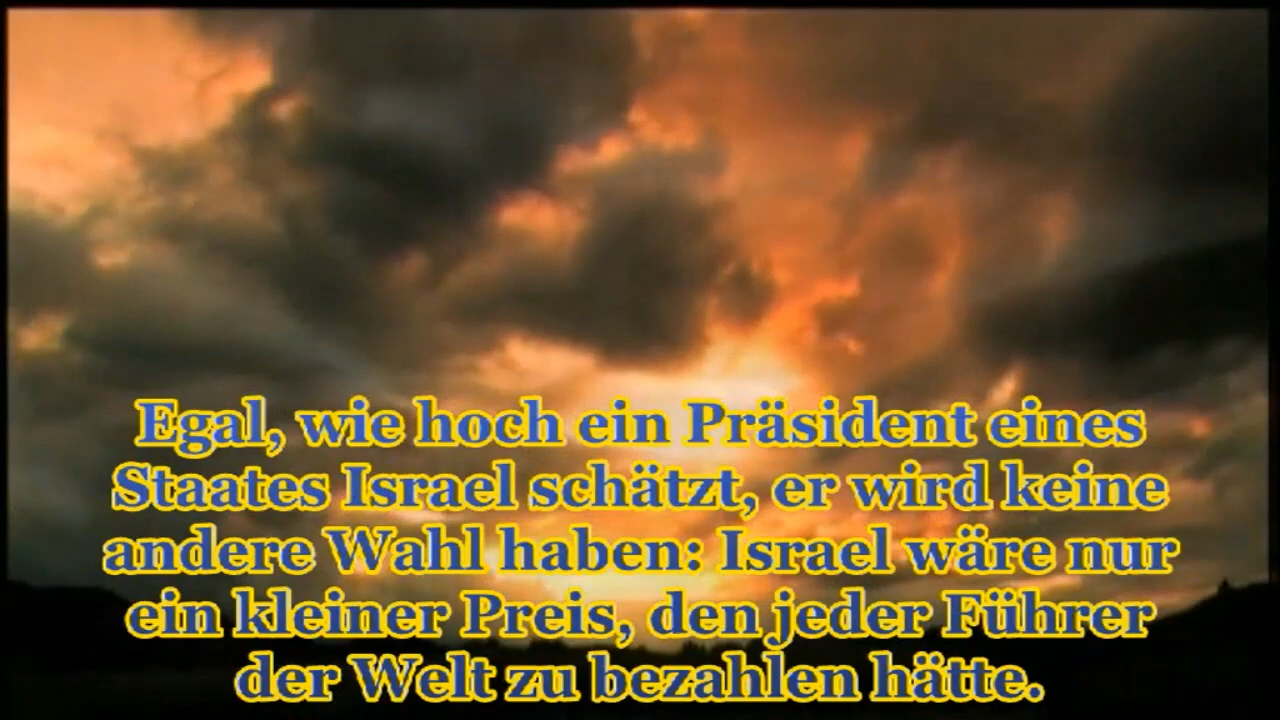 Egal, wie hoch ein Präsident eines
Staates Israel schätzt, er wird keine
andere Wahl haben: Israel wäre nur
ein kleiner Preis, den jeder Führer
der Welt zu bezahlen hätte.